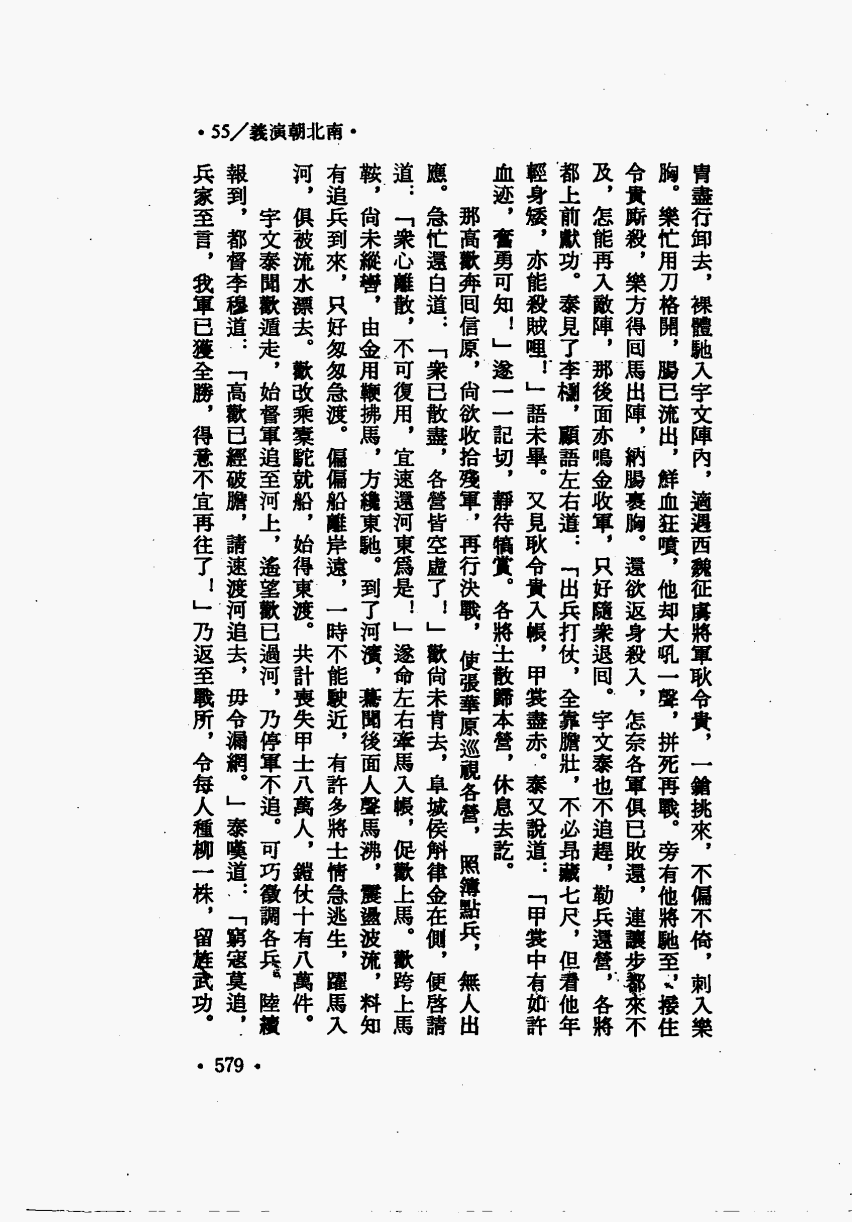 ·55／義演朝北南·
冑盡行卸去，裸體馳入宇文陣內，適遇西魏征虜將軍耿令貴，一鎗挑來，不偏不倚，刺入樂
胸。樂忙用刀格開，腸已流出，鮮血狂噴，他却大吼一聲，拼死再戰。旁有他將馳至，接住
令貴廝殺，樂方得囘馬出陣，納腸裹胸。還欲返身殺入，怎奈各軍俱已敗還，連讓步都來不
及，怎能再入敵陣，那後面亦鳴金收軍，只好隨衆退囘。宇文泰也不追趕，勒兵還營，各將
都上前獻功。泰見了李檦，顧語左右道：「出兵打仗，全靠膽壯，不必昂藏七尺，但看他年
輕身矮，亦能殺賊哩！」語未畢。又見耿令貴入帳，甲裳盡赤。泰又說道：「甲裳中有如許
血迹，奮勇可知！」遂一一記切，靜待犒賞。各將士散歸本營，休息去訖。
那高歡奔囘信原，尙欲收拾殘軍，再行決戰，使張華原巡視各營，照簿點兵，無人出
應。急忙還白道：「衆已散盡，各營皆空虛了！」歡尙未肯去，阜城侯斛律金在側，便啓請
道：「衆心離散，不可復用，宜速還河東爲是！」遂命左右牽馬入帳，促歡上馬。歡跨上馬
鞍，尙未縱轡，由金用鞭拂馬，方纔東馳。到了河濱，驀聞後面人聲馬沸，震盪波流，料知
有追兵到來，只好匆匆急渡。偏偏船離岸遠，一時不能駛近，有許多將士情急逃生，躍馬入
河，俱被流水漂去。歡改乘橐駝就船，始得東渡。共計喪失甲士八萬人，鎧仗十有八萬件。
宇文泰聞歡遁走，始督軍追至河上，遙望歡已過河，乃停軍不追。可巧徵調各兵，陸續
報到，都督李穆道：「高歡已經破膽，請速渡河追去，毋令漏網。」泰嘆道：「窮寇莫追，
兵家至言，我軍已獲全勝，得意不宜再往了！」乃返至戰所，令每人種柳一株，留旌武功。
·579·